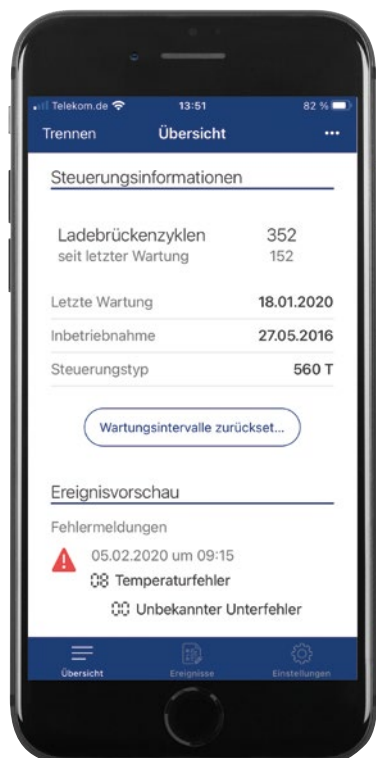 Telekom.de 13:51 82 %
Trennen Übersicht ...
Steuerungsinformationen
Ladebrückenzyklen 352
seit letzter Wartung 152
Letzte Wartung 18.01.2020
Inbetriebnahme 27.05.2016
Steuerungstyp 560 T
Wartungsintervalle zurückset...
Ereignisvorschau
Fehlermeldungen
05.02.2020 um 09:15
08 Temperaturfehler
00 Unbekannter Unterfehler
Übersicht Ereignisse Einstellungen